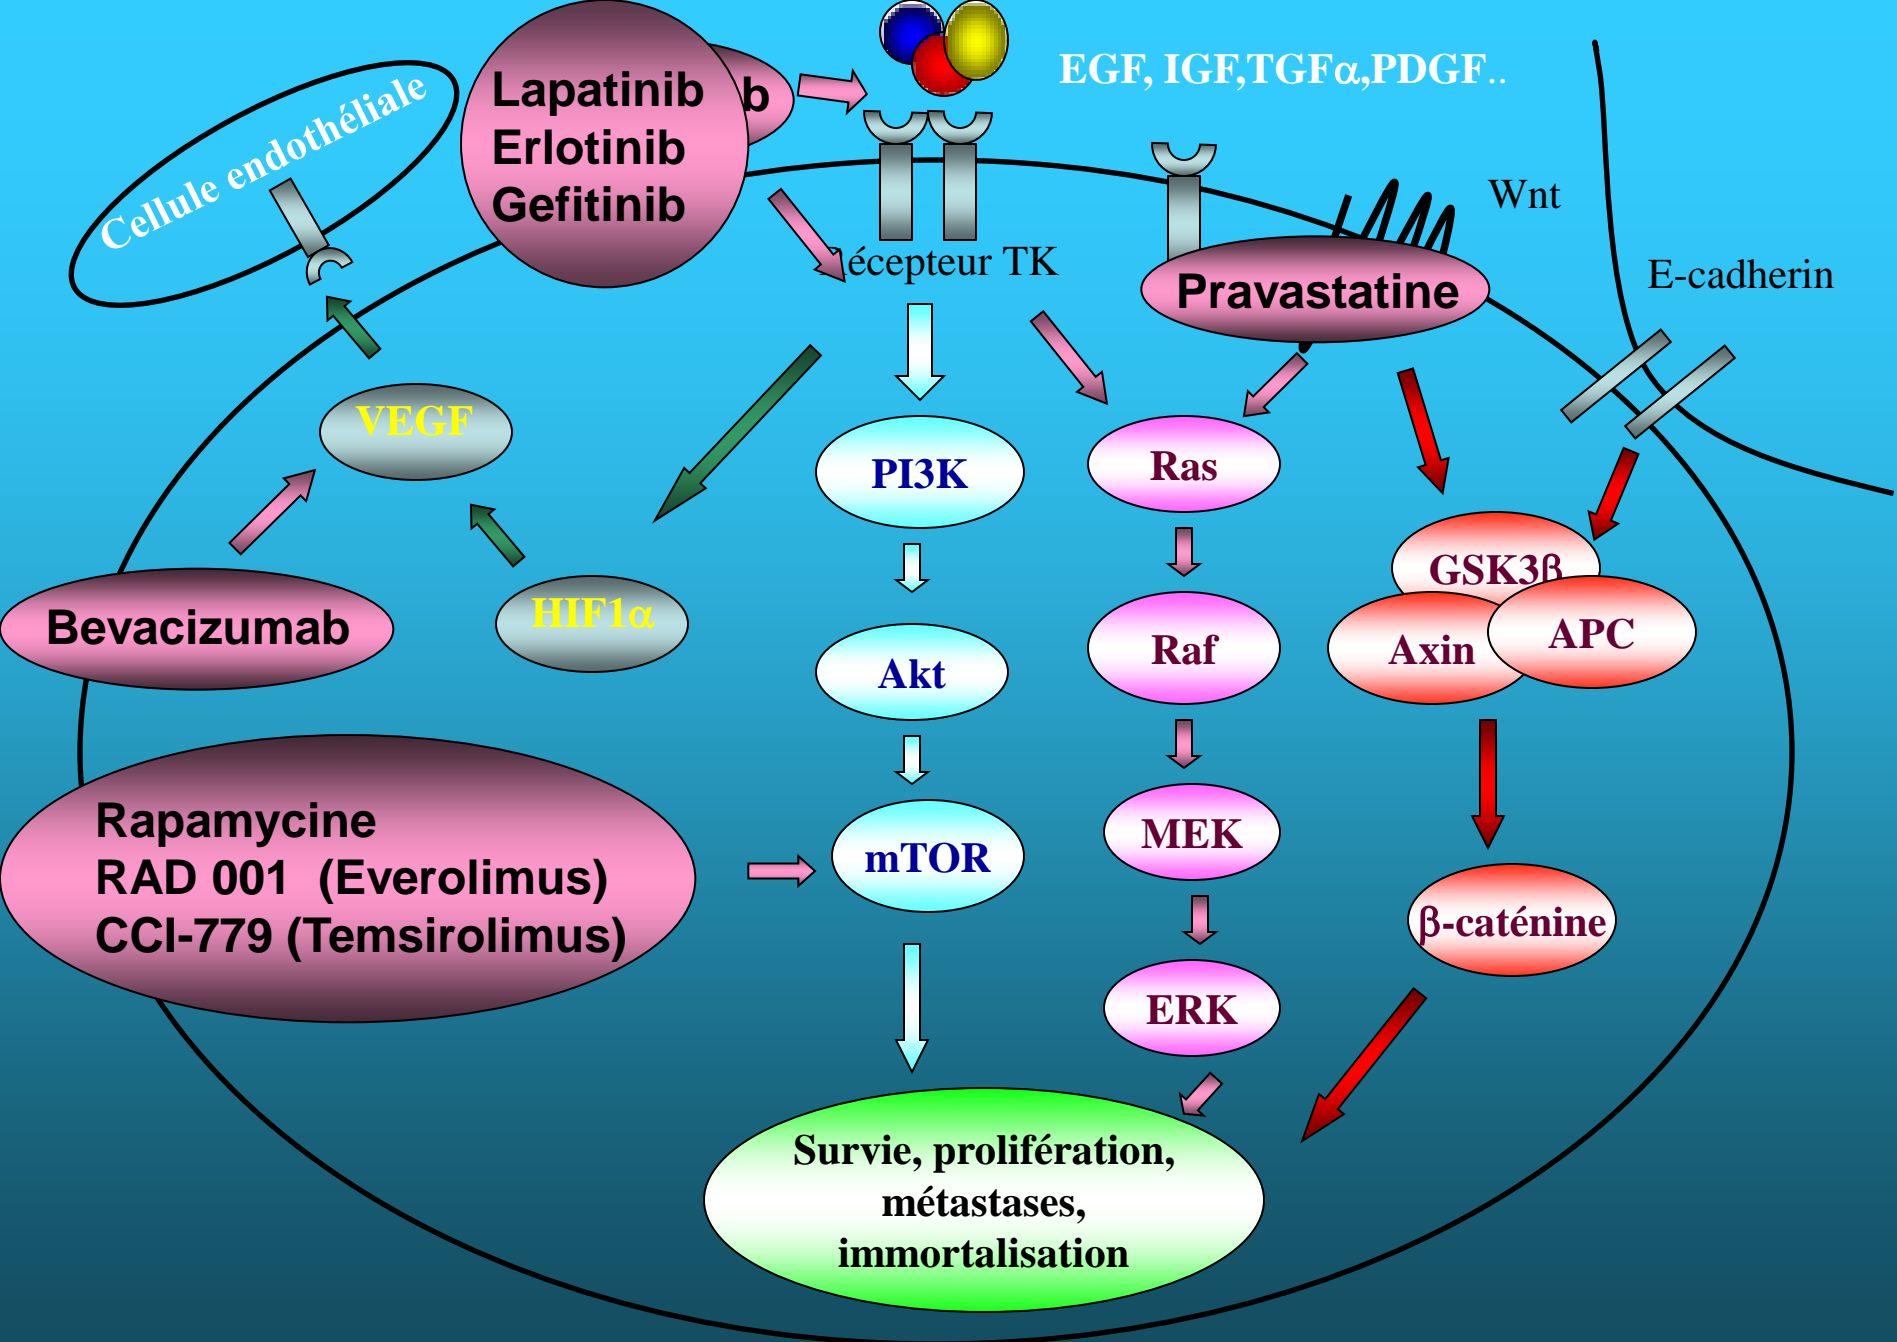 EGF, IGF,TGFα,PDGF..
Cellule endothéliale
Lapatinib
Erlotinib
Gefitinib
b
Wnt
écepteur TK
E-cadherin
Pravastatine
VEGF
PI3K
Ras
GSK3β
Bevacizumab
HIF1α
Akt
Raf
Axin
APC
Rapamycine
RAD 001 (Everolimus)
CCI-779 (Temsirolimus)
mTOR
MEK
β-caténine
ERK
Survie, prolifération,
métastases,
immortalisation